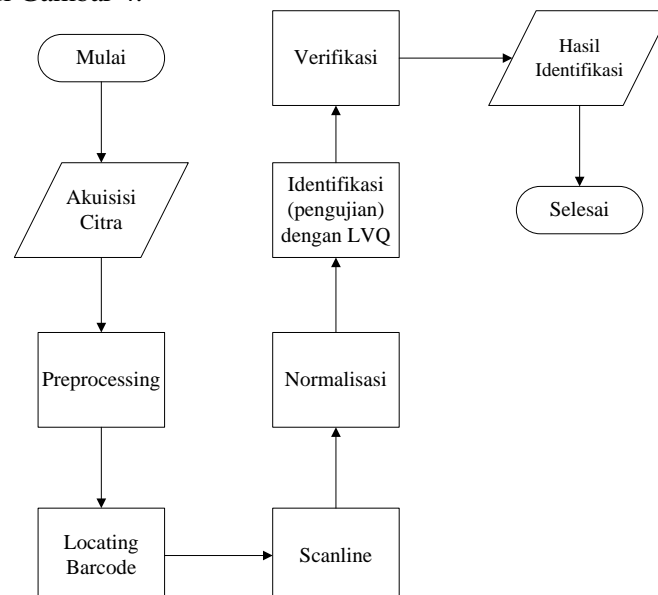 Gambar 4.
Mulai
Akuisisi
Citra
Preprocessing
Locating
Barcode
Scanline
Normalisasi
Identifikasi
(pengujian)
dengan LVQ
Verifikasi
Hasil
Identifikasi
Selesai